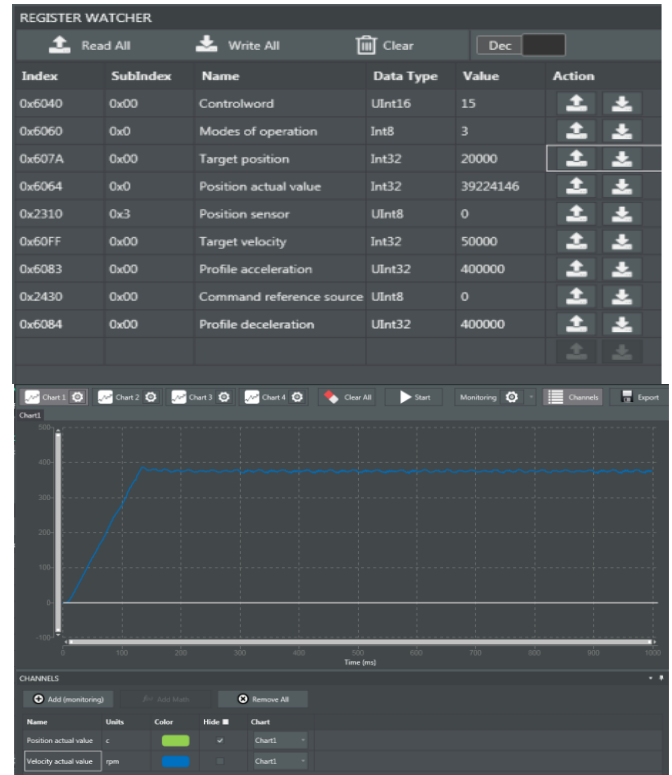 REGISTER WATCHER
Read All Write All Clear Dec
Index SubIndex Name Data Type Value Action
0x6040 0x00 Controlword UInt16 15
0x6060 0x0 Modes of operation Int8 3
0x607A 0x00 Target position Int32 20000
0x6064 0x0 Position actual value Int32 39224146
0x2310 0x3 Position sensor UInt8 0
0x60FF 0x00 Target velocity Int32 50000
0x6083 0x00 Profile acceleration UInt32 400000
0x2430 0x00 Command reference source UInt8 0
0x6084 0x00 Profile deceleration UInt32 400000
Chart 1 Chart 2 Chart 3 Chart 4 Clear All Start Monitoring Channels Export
Chart1
500
400
300
200
100
0
-100
0 100 200 300 400 500 600 700 800 900 1000
Time [ms]
CHANNELS
Add (monitoring) Add Math Remove All
Name Units Color Hide Chart
Position actual value c Chart1
Velocity actual value rpm Chart1